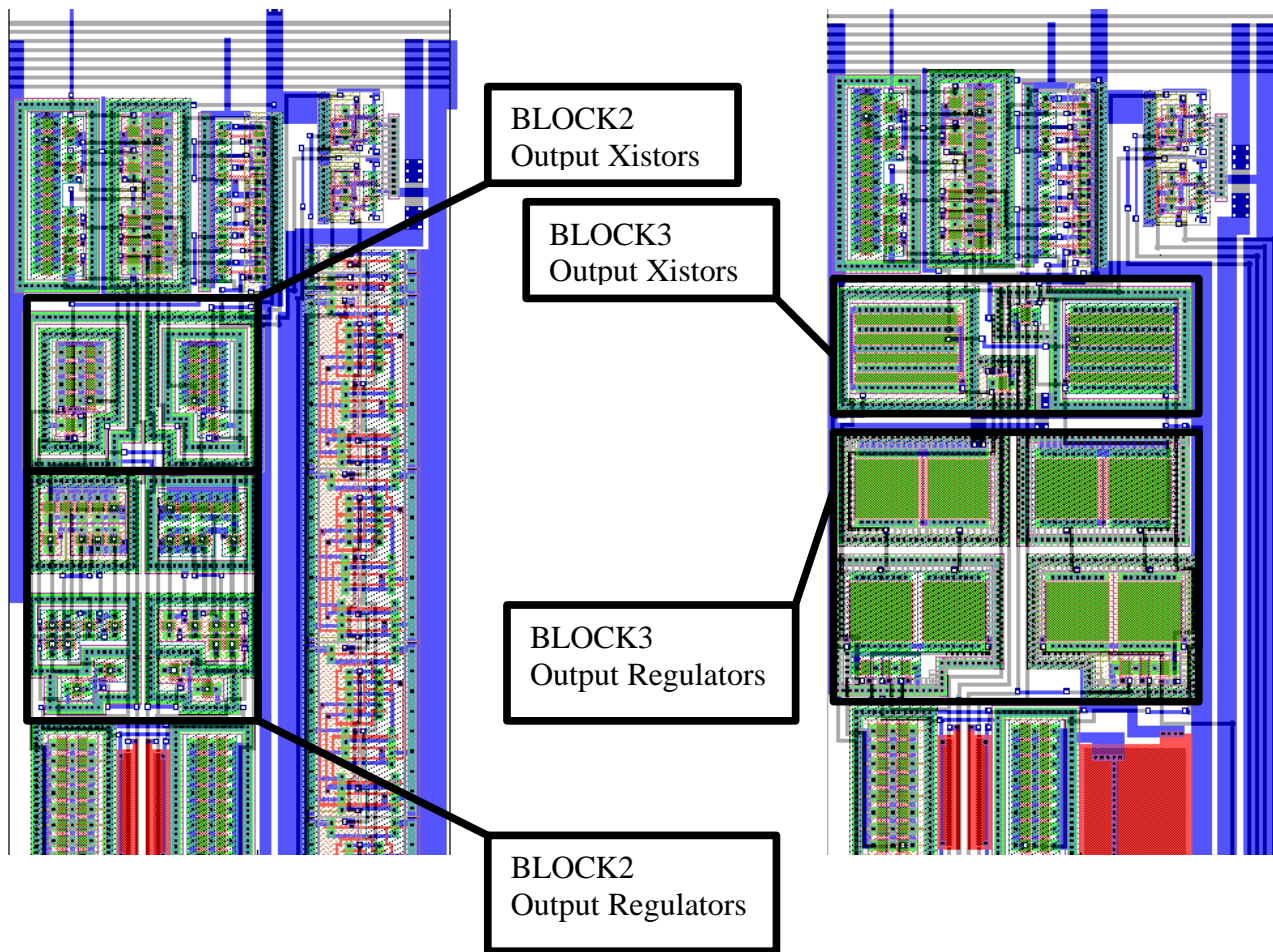 BLOCK2
Output Xistors
BLOCK3
Output Xistors
BLOCK3
Output Regulators
BLOCK2
Output Regulators